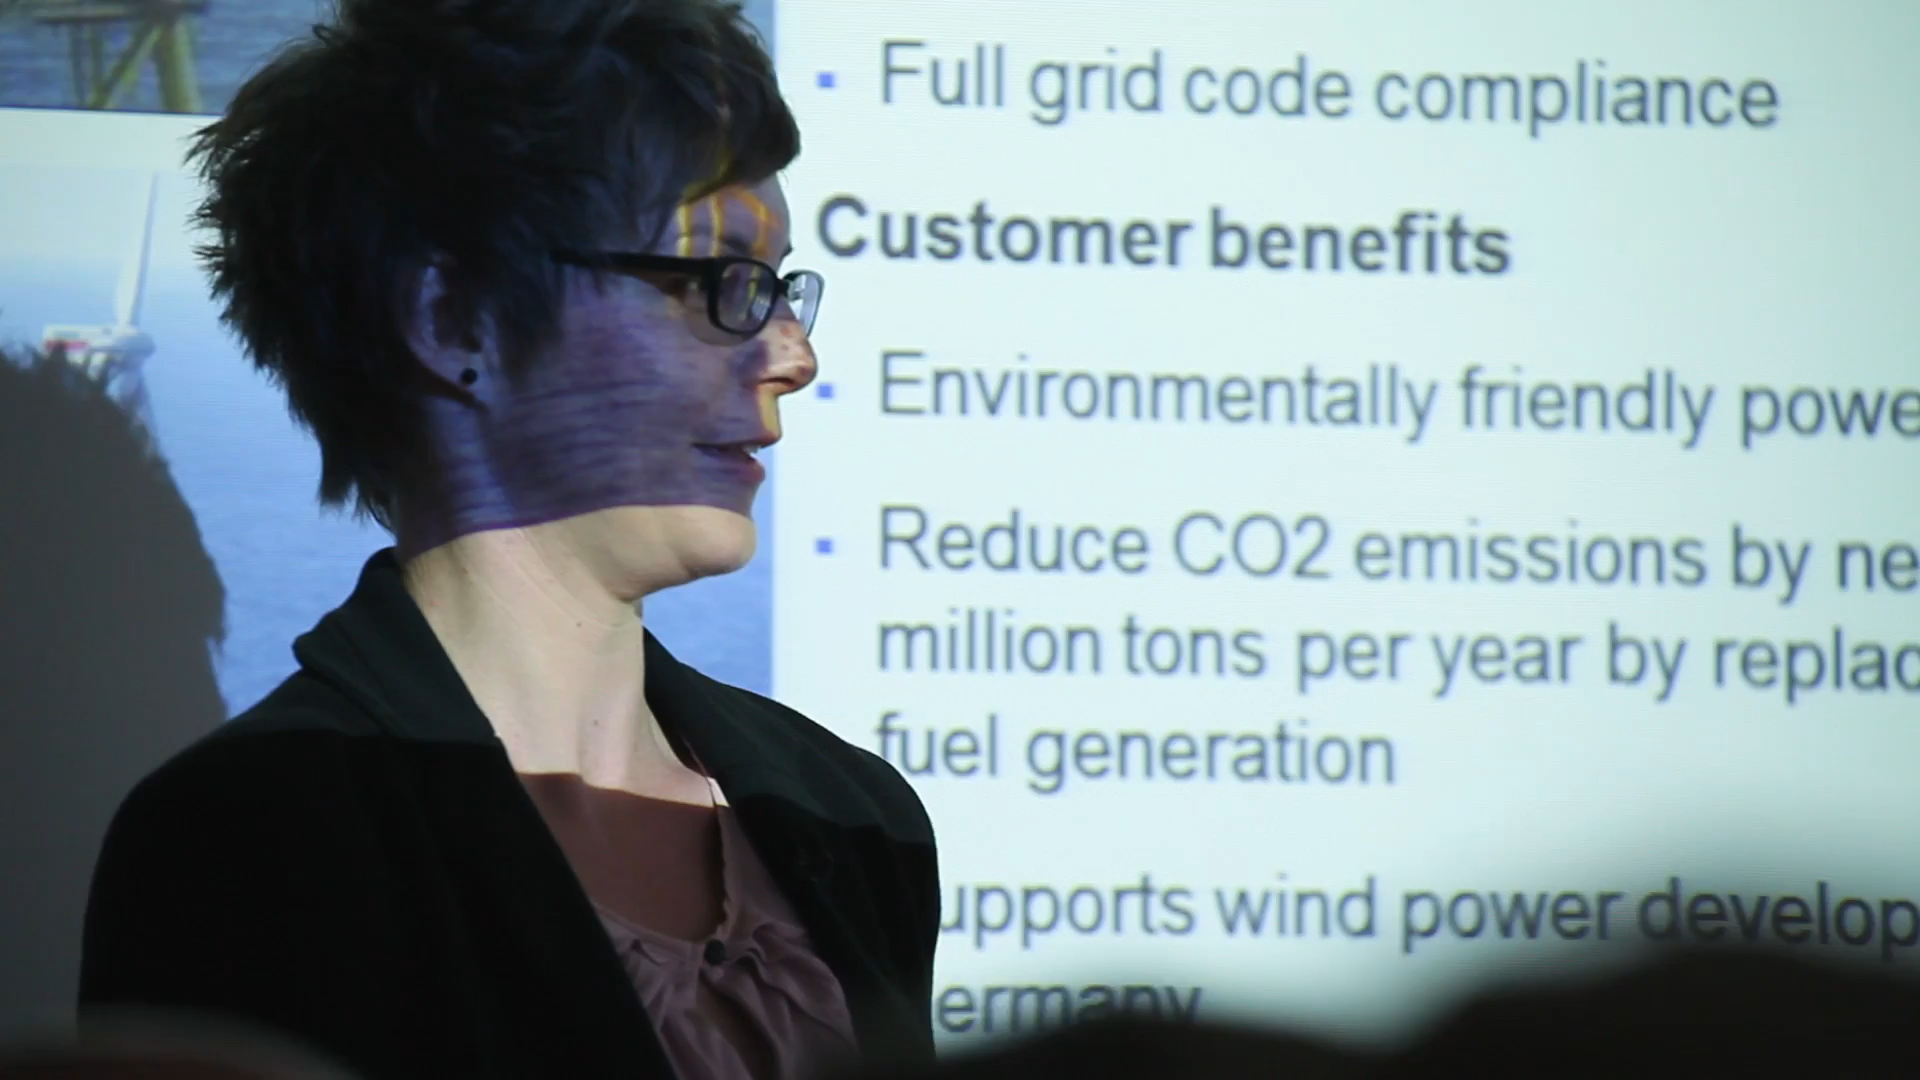 Full grid code compliance
Customer benefits
Environmentally friendly powe
Reduce CO2 emissions by ne
million tons per year by replac
fuel generation
upports wind power develop
ermany